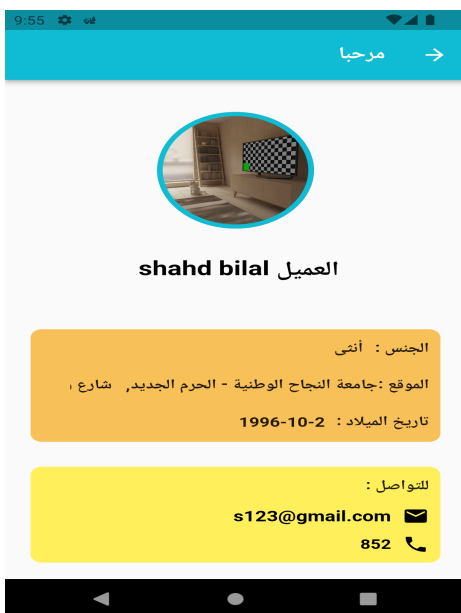 9:55
مرحبا
العميل shahd bilal
الجنس : أنثى
الموقع :جامعة النجاح الوطنية - الحرم الجديد, شارع
تاريخ الميلاد : 2-10-1996
للتواصل :
s123@gmail.com
852